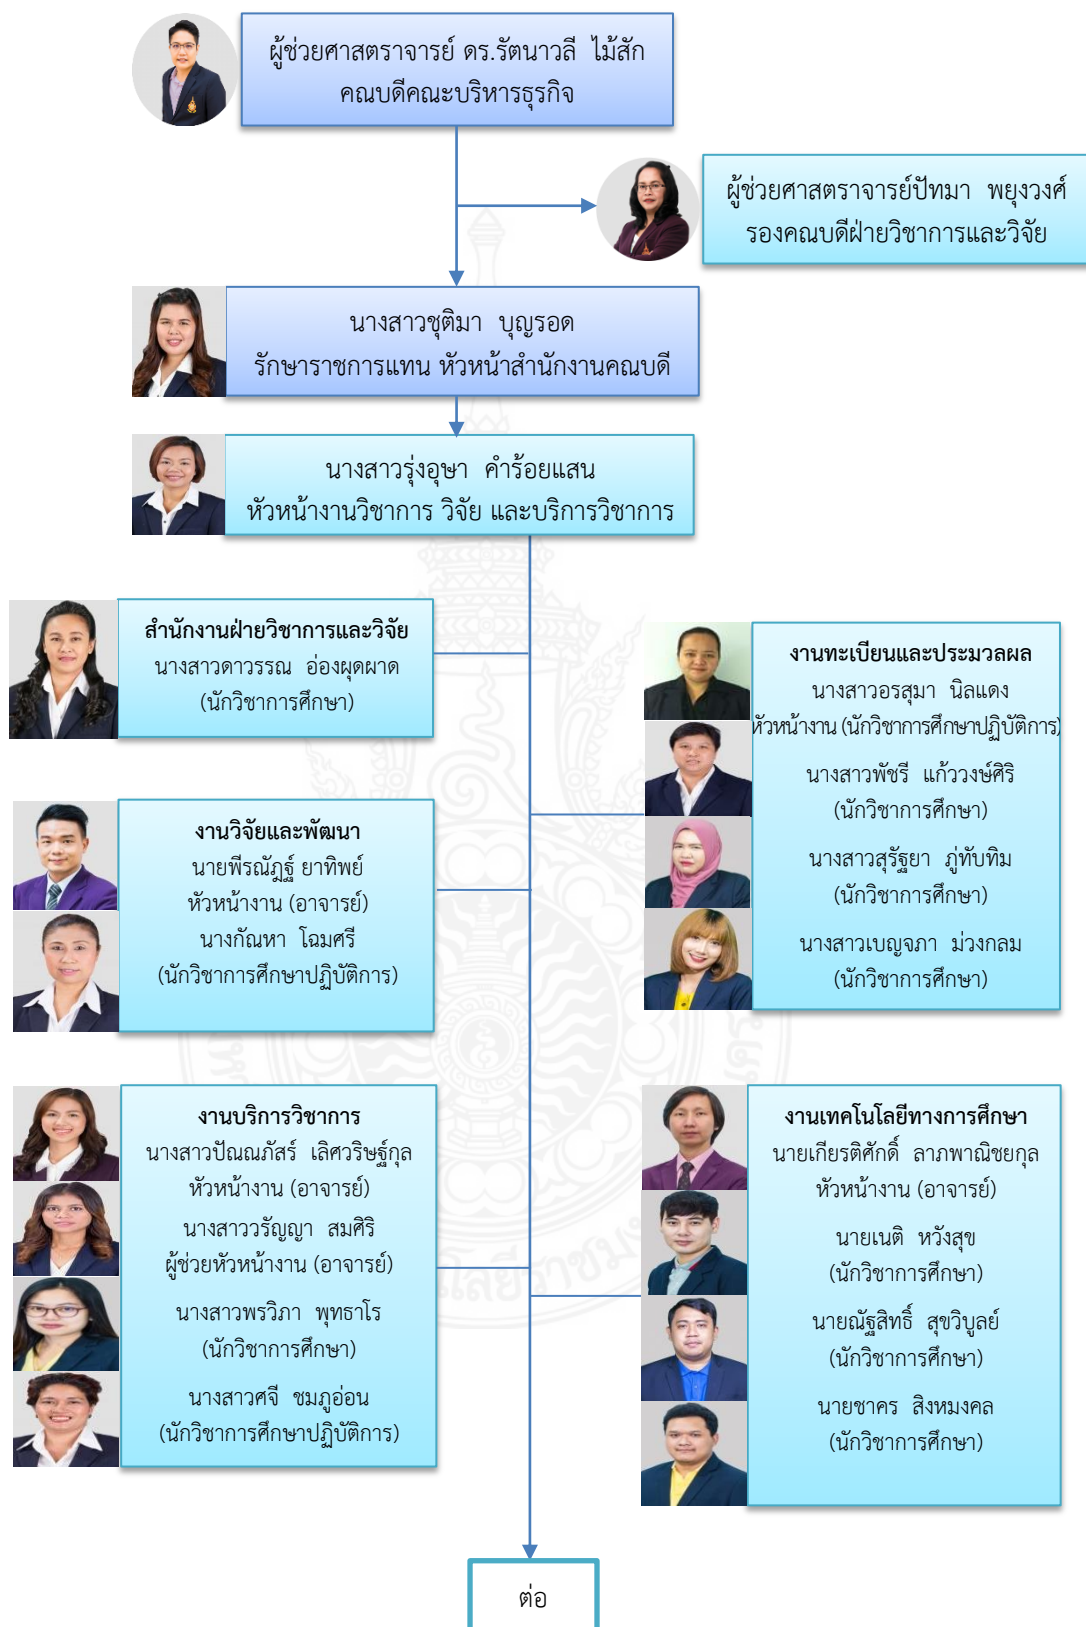 ผู้ช่วยศาสตราจารย์ ดร.รัตนาวลี ไม้สัก
คณบดีคณะบริหารธุรกิจ
ผู้ช่วยศาสตราจารย์ปัทมา พยุงวงศ์
รองคณบดีฝ่ายวิชาการและวิจัย
นางสาวชุติมา บุญรอด
รักษาราชการแทน หัวหน้าสำนักงานคณบดี
นางสาวรุ่งอุษา คำร้อยแสน
หัวหน้างานวิชาการ วิจัย และบริการวิชาการ
สำนักงานฝ่ายวิชาการและวิจัย
นางสาวดาวรรณ อ่องผุดผาด
(นักวิชาการศึกษา)
งานทะเบียนและประมวลผล
นางสาวอรสุมา นิลแดง
หัวหน้างาน (นักวิชาการศึกษาปฏิบัติการ)
นางสาวพัชรี แก้ววงษ์ศิริ
(นักวิชาการศึกษา)
นางสาวสุรัฐยา ภู่ทับทิม
(นักวิชาการศึกษา)
นางสาวเบญจภา ม่วงกลม
(นักวิชาการศึกษา)
งานวิจัยและพัฒนา
นายพีรณัฎฐ์ ยาทิพย์
หัวหน้างาน (อาจารย์)
นางกัณหา โฉมศรี
(นักวิชาการศึกษาปฏิบัติการ)
งานบริการวิชาการ
นางสาวปัณณภัสร์ เลิศวริษฐ์กุล
หัวหน้างาน (อาจารย์)
นางสาววรัญญา สมศิริ
ผู้ช่วยหัวหน้างาน (อาจารย์)
นางสาวพรวิภา พุทธาโร
(นักวิชาการศึกษา)
นางสาวศจี ชมภูอ่อน
(นักวิชาการศึกษาปฏิบัติการ)
งานเทคโนโลยีทางการศึกษา
นายเกียรติศักดิ์ ลาภพาณิชยกุล
หัวหน้างาน (อาจารย์)
นายเนติ หวังสุข
(นักวิชาการศึกษา)
นายณัฐสิทธิ์ สุขวิบูลย์
(นักวิชาการศึกษา)
นายชาคร สิงหมงคล
(นักวิชาการศึกษา)
ต่อ